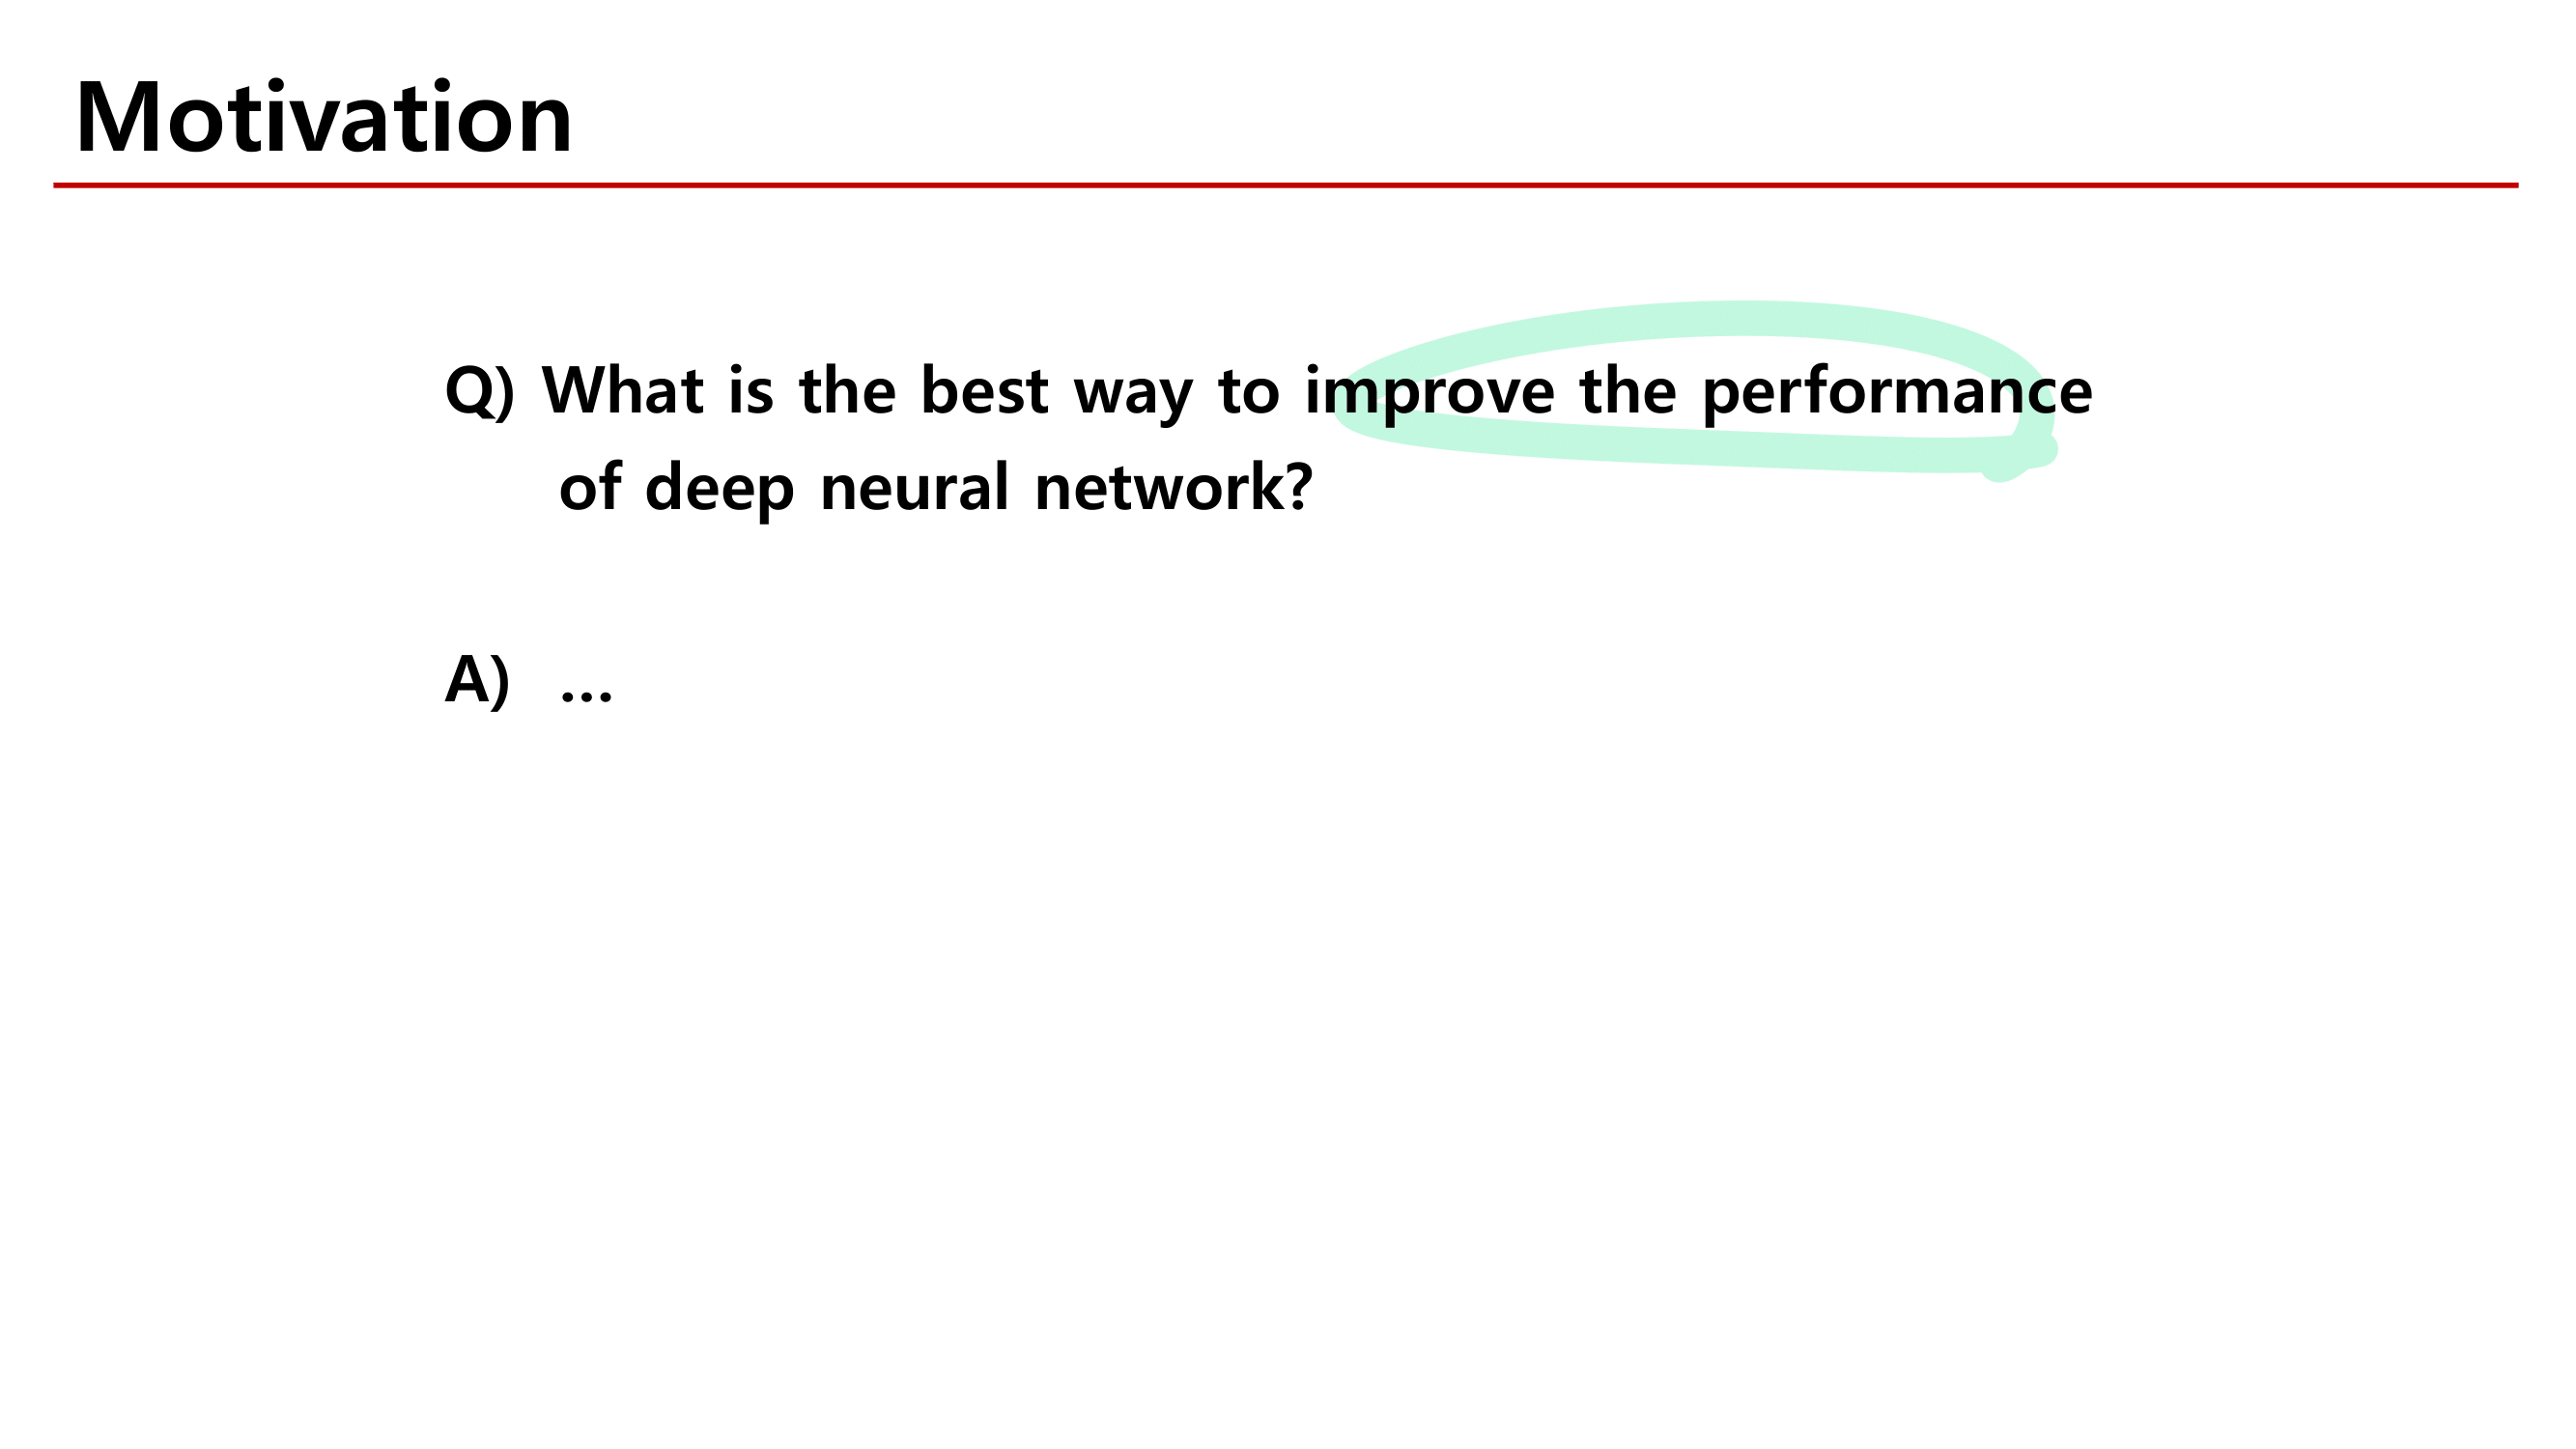 Motivation
Q) What is the best way to improve the performance
of deep neural network?
A) ...